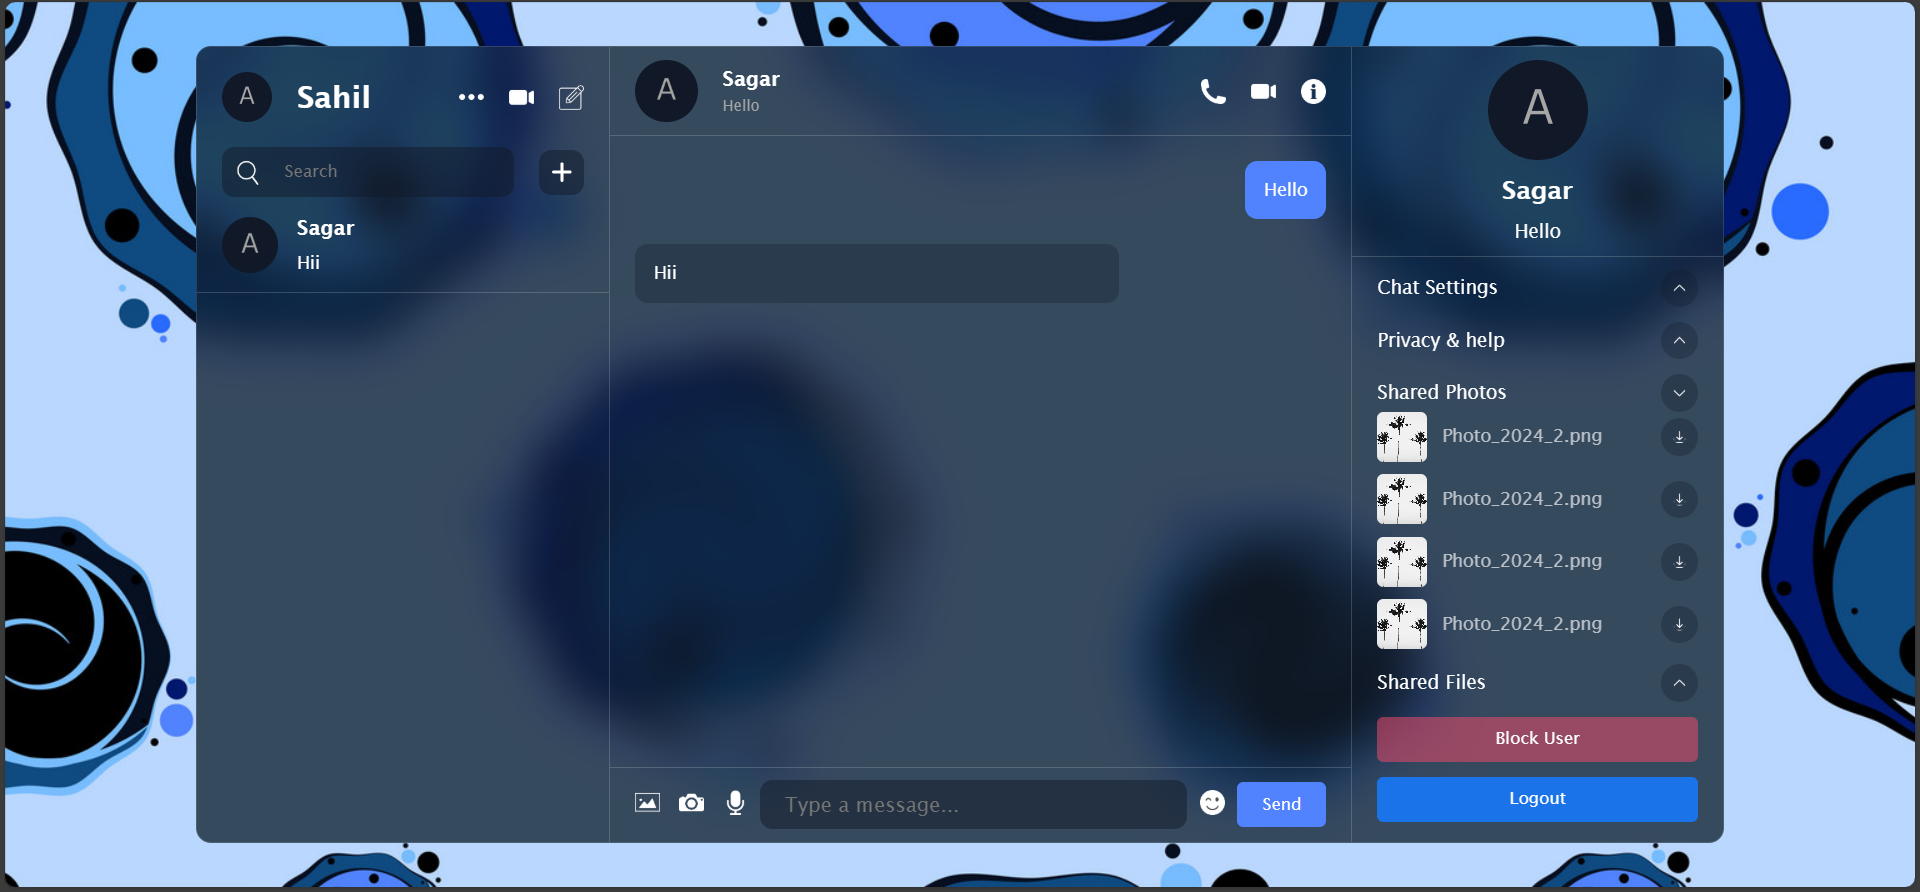 A
Sahil
Search
A
Sagar
Hii
A
Sagar
Hello
Hello
Hii
Type a message...
Send
A
Sagar
Hello
Chat Settings
Privacy & help
Shared Photos
Photo_2024_2.png
Photo_2024_2.png
Photo_2024_2.png
Photo_2024_2.png
Shared Files
Block User
Logout